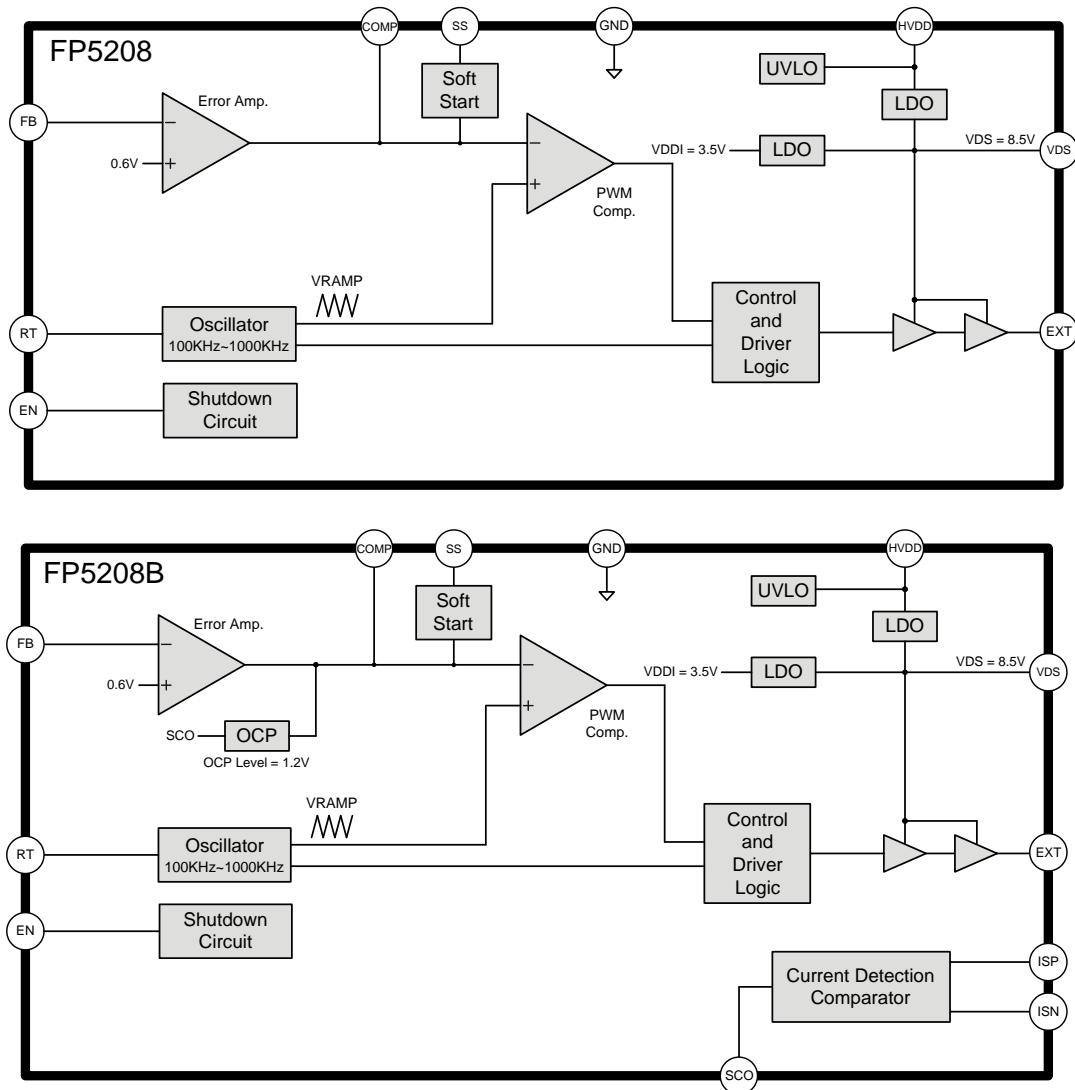 FP5208
COMP
SS
GND
HVDD
UVLO
LDO
Soft
Start
Error Amp.
FB
0.6V
VDDI = 3.5V
LDO
VDS = 8.5V
VDS
PWM
Comp.
VRAMP
RT
Oscillator
100KHz~1000KHz
Control
and
Driver
Logic
EXT
EN
Shutdown
Circuit
FP5208B
COMP
SS
GND
HVDD
UVLO
LDO
Soft
Start
Error Amp.
FB
0.6V
VDDI = 3.5V
LDO
VDS = 8.5V
VDS
PWM
Comp.
SCO
OCP
OCP Level = 1.2V
VRAMP
RT
Oscillator
100KHz~1000KHz
Control
and
Driver
Logic
EXT
EN
Shutdown
Circuit
Current Detection
Comparator
ISP
ISN
SCO